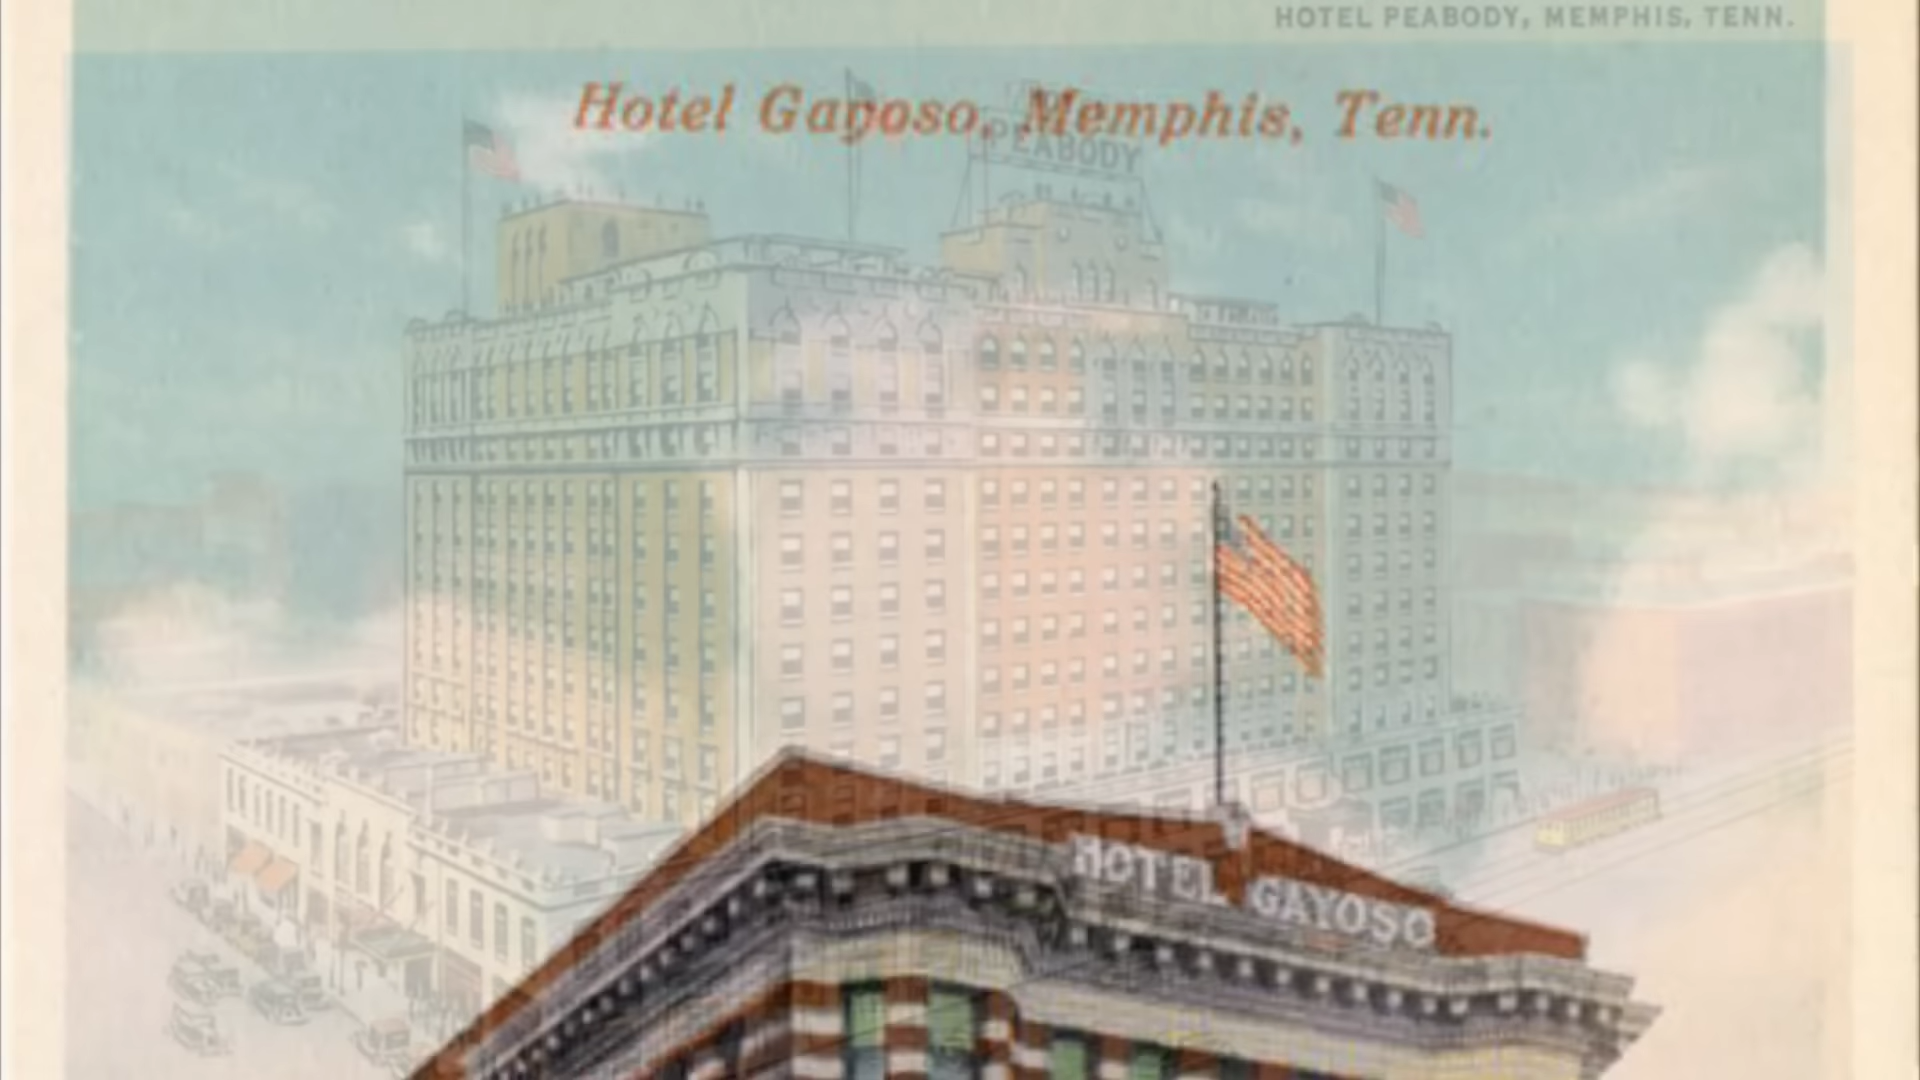 HOTEL PEABODY, MEMPHIS, TENN.
Hotel Gayoso, Memphis, Tenn.
PEABODY
HOTEL GAYOSO